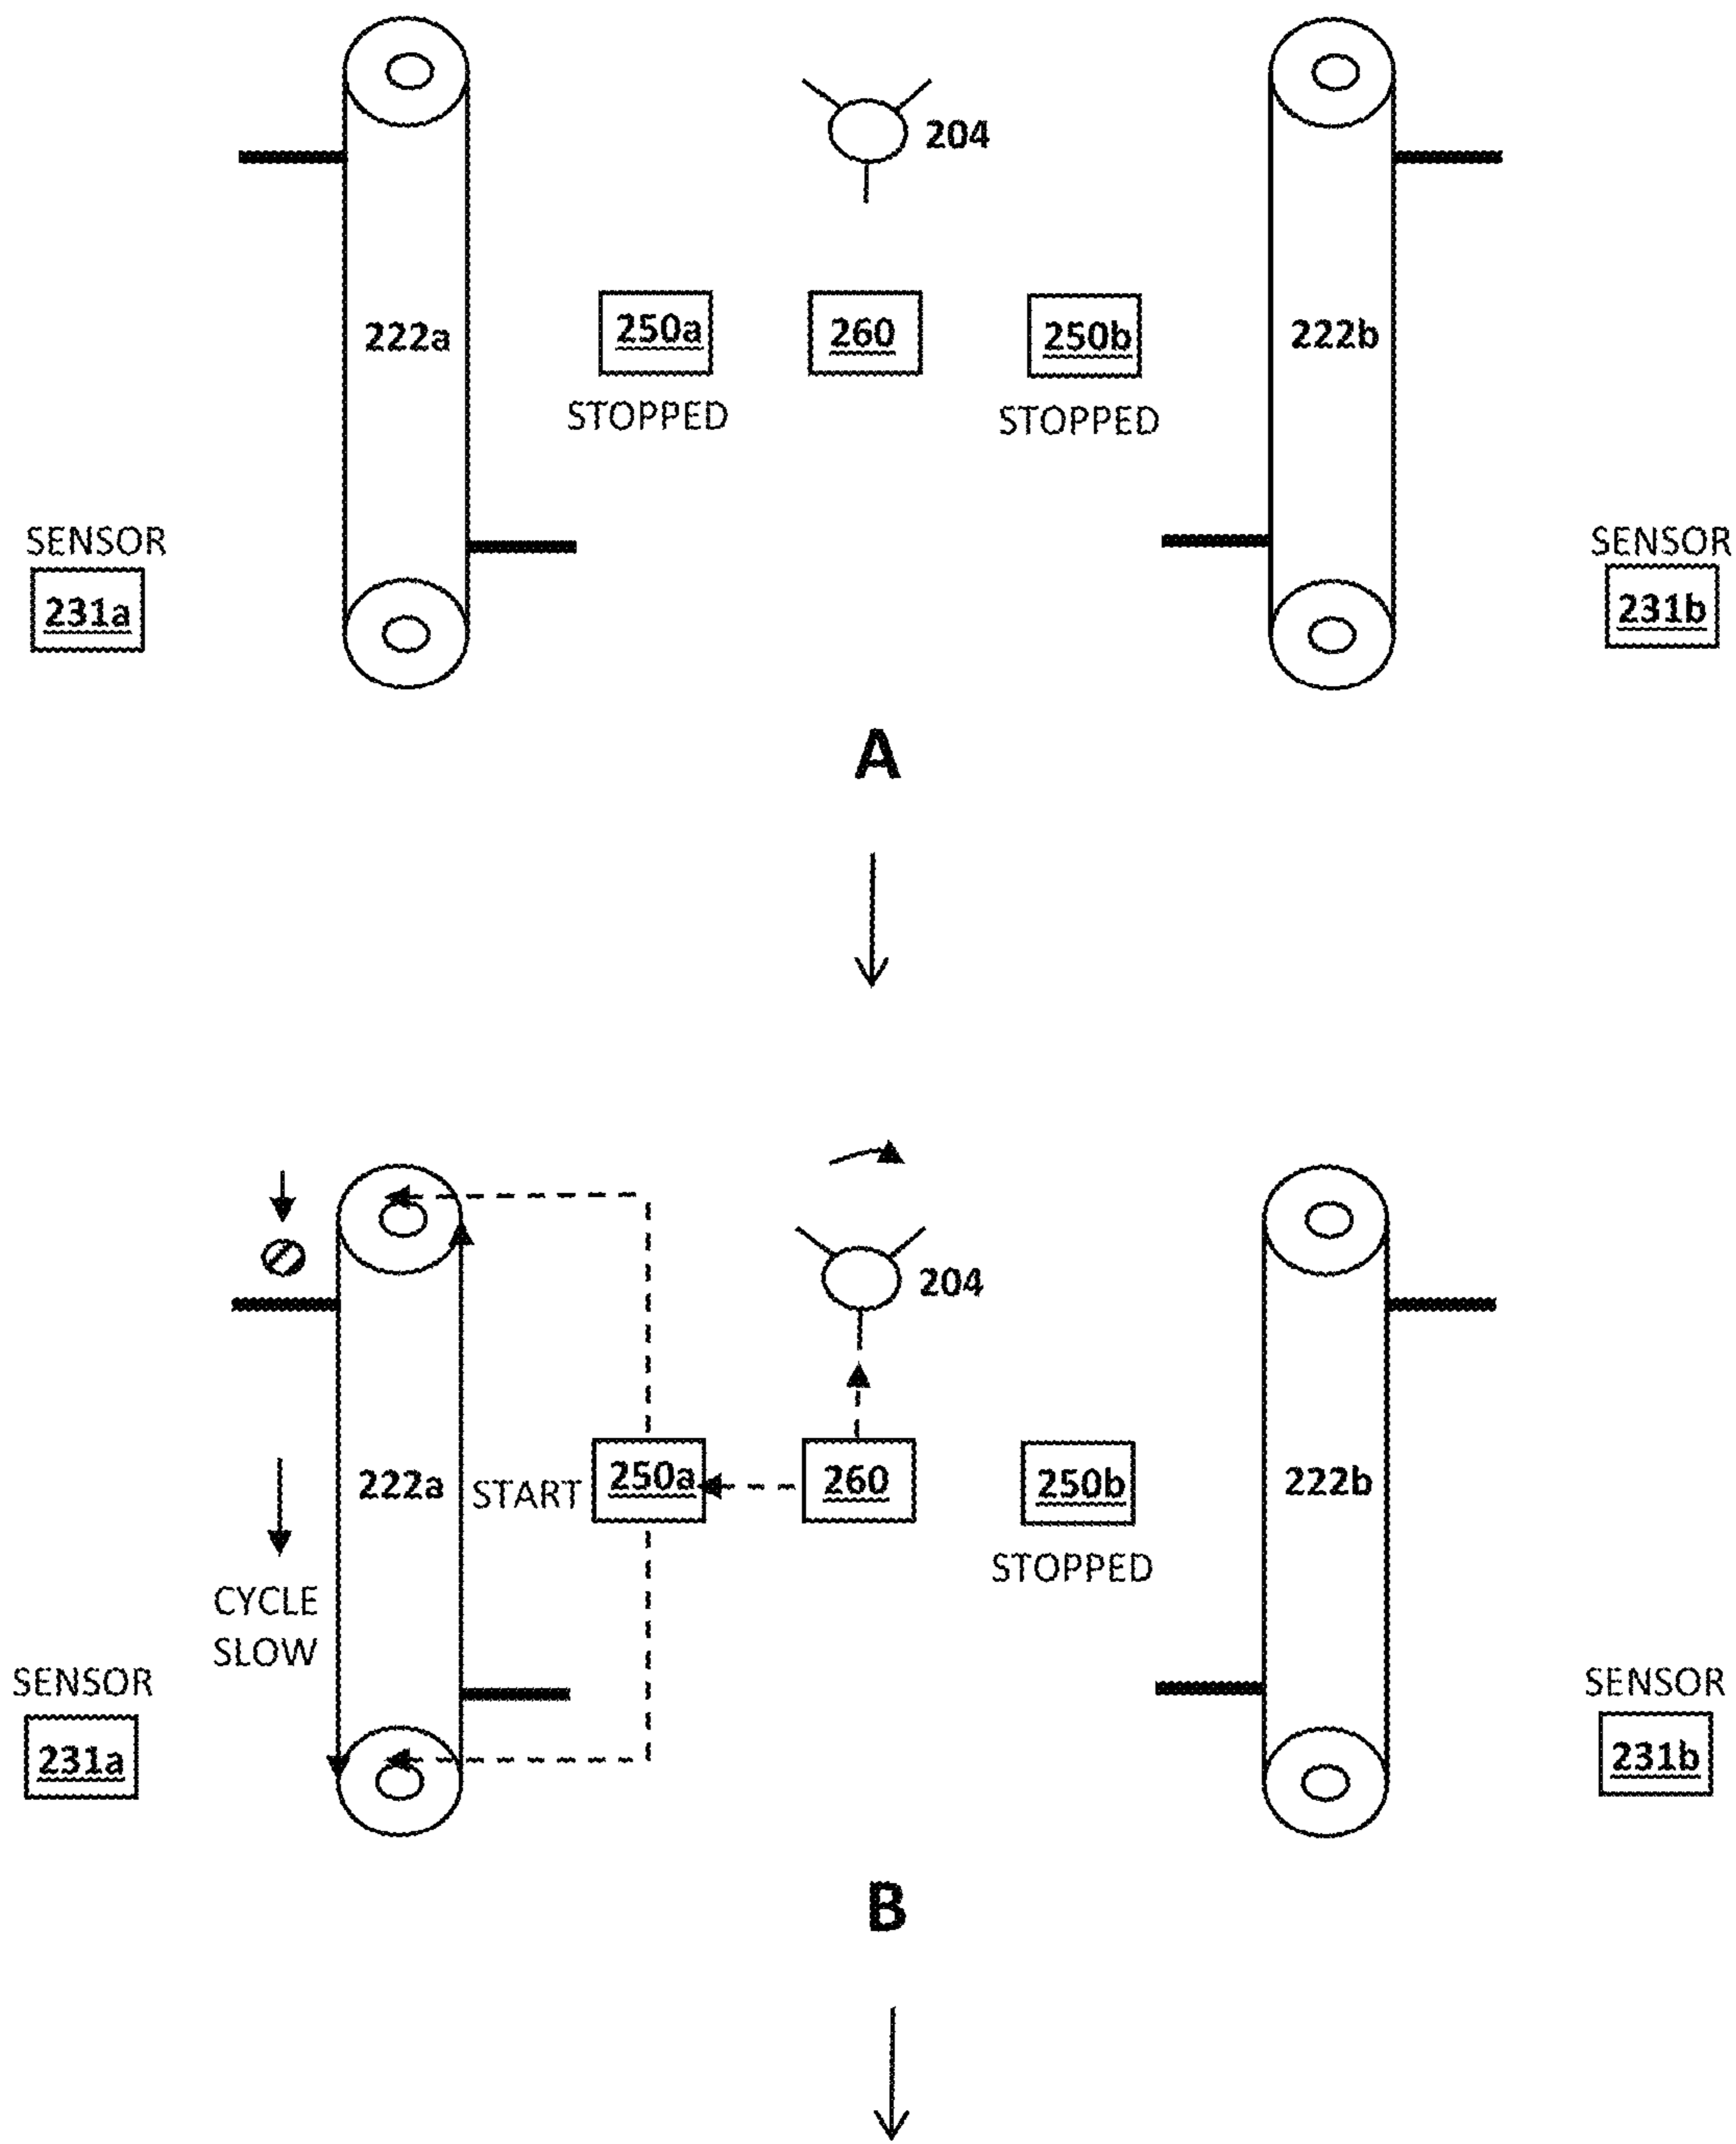 204
222a
250a
260
250b
222b
STOPPED
STOPPED
SENSOR
231a
SENSOR
231b
A
204
222a
START
250a
260
250b
222b
STOPPED
CYCLE
SLOW
SENSOR
231a
SENSOR
231b
B